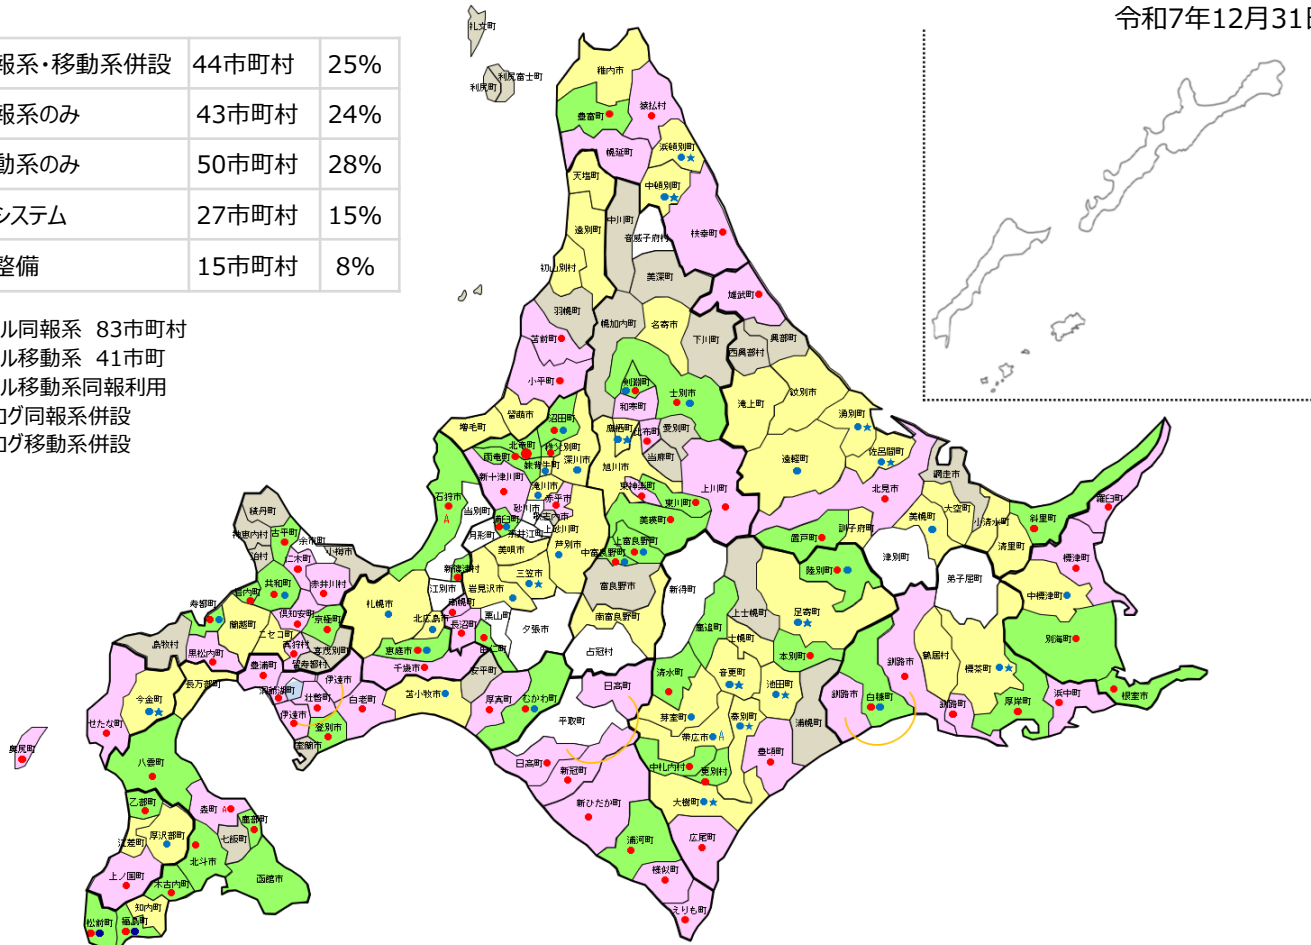 令和7年12月31日
報系・移動系併設 44市町村 25%
報系のみ 43市町村 24%
動系のみ 50市町村 28%
システム 27市町村 15%
整備 15市町村 8%
ル同報系 83市町村
ル移動系 41市町
ル移動系同報利用
ログ同報系併設
ログ移動系併設
礼文町
利尻富士町
利尻町
稚内市
猿払村
豊富町
浜頓別町
幌延町
中頓別町
天塩町
枝幸町
中川町
音威子府村
遠別町
初山別村
美深町
雄武町
羽幌町
幌加内町
名寄市
下川町
興部町
西興部村
苫前町
小平町
剣淵町
士別市
和寒町
滝上町
紋別市
湧別町
佐呂間町
遠軽町
留萌市
増毛町
沼田町
北竜町
秩父別町
雨竜町
妹背牛町
深川市
鷹栖町
比布町
愛別町
当麻町
旭川市
上川町
北見市
網走市
大空町
小清水町
斜里町
羅臼町
石狩市
新十津川町
滝川市
赤平市
砂川市
歌志内市
上砂川町
当別町
浦臼町
奈井江町
月形町
東神楽町
東川町
美瑛町
上富良野町
中富良野町
置戸町
訓子府町
美幌町
清里町
標津町
津別町
弟子屈町
中標津町
別海町
積丹町
神恵内村
古平町
余市町
泊村
仁木町
小樽市
赤井川村
共和町
岩内町
倶知安町
京極町
寿都町
蘭越町
ニセコ町
真狩村
喜茂別町
留寿都村
黒松内町
島牧村
新篠津村
美唄市
三笠市
芦別市
岩見沢市
江別市
札幌市
北広島市
南幌町
長沼町
栗山町
夕張市
由仁町
恵庭市
千歳市
安平町
富良野市
南富良野町
占冠村
新得町
鹿追町
上士幌町
士幌町
足寄町
陸別町
本別町
音更町
池田町
清水町
芽室町
幕別町
帯広市
浦幌町
豊頃町
中札内村
更別村
大樹町
広尾町
釧路市
釧路市
白糠町
鶴居村
標茶町
釧路町
厚岸町
浜中町
根室市
長万部町
今金町
せたな町
奥尻町
八雲町
豊浦町
洞爺湖町
伊達市
壮瞥町
伊達市
白老町
登別市
室蘭市
苫小牧市
厚真町
むかわ町
日高町
平取町
日高町
新冠町
新ひだか町
浦河町
様似町
えりも町
乙部町
森町
鹿部町
厚沢部町
江差町
七飯町
北斗市
函館市
上ノ国町
木古内町
知内町
松前町
福島町